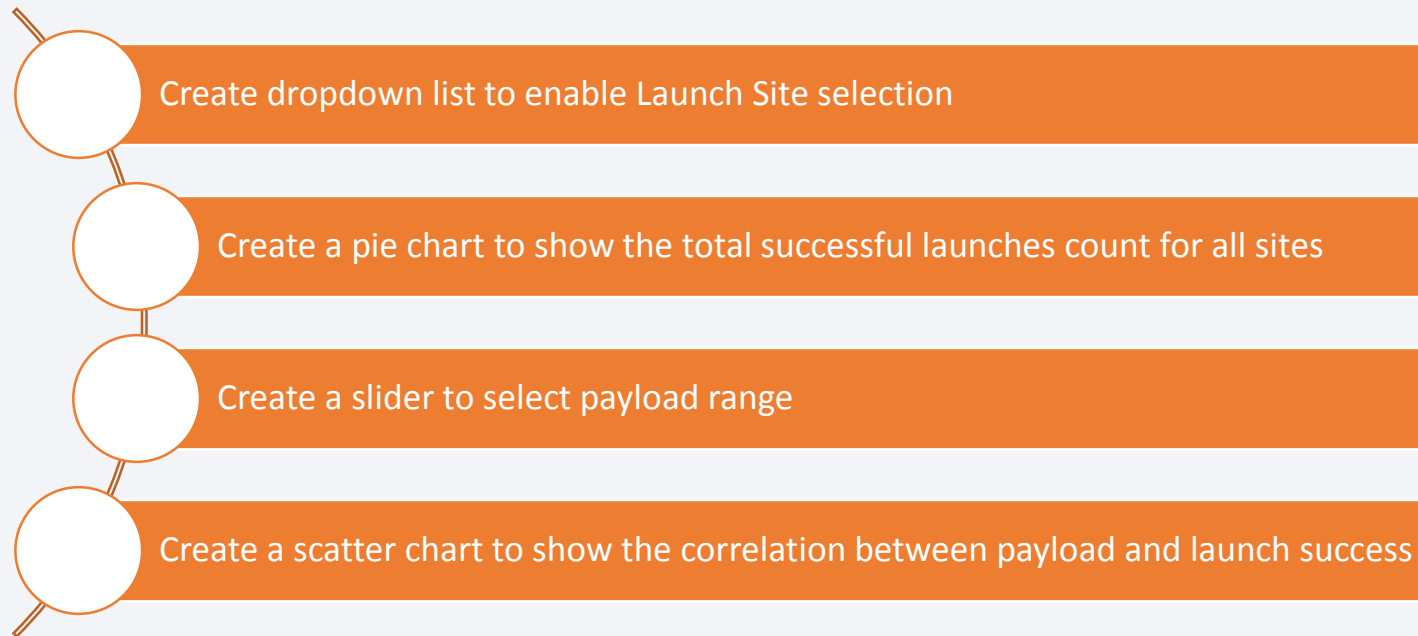 Create dropdown list to enable Launch Site selection
Create a pie chart to show the total successful launches count for all sites
Create a slider to select payload range
Create a scatter chart to show the correlation between payload and launch success